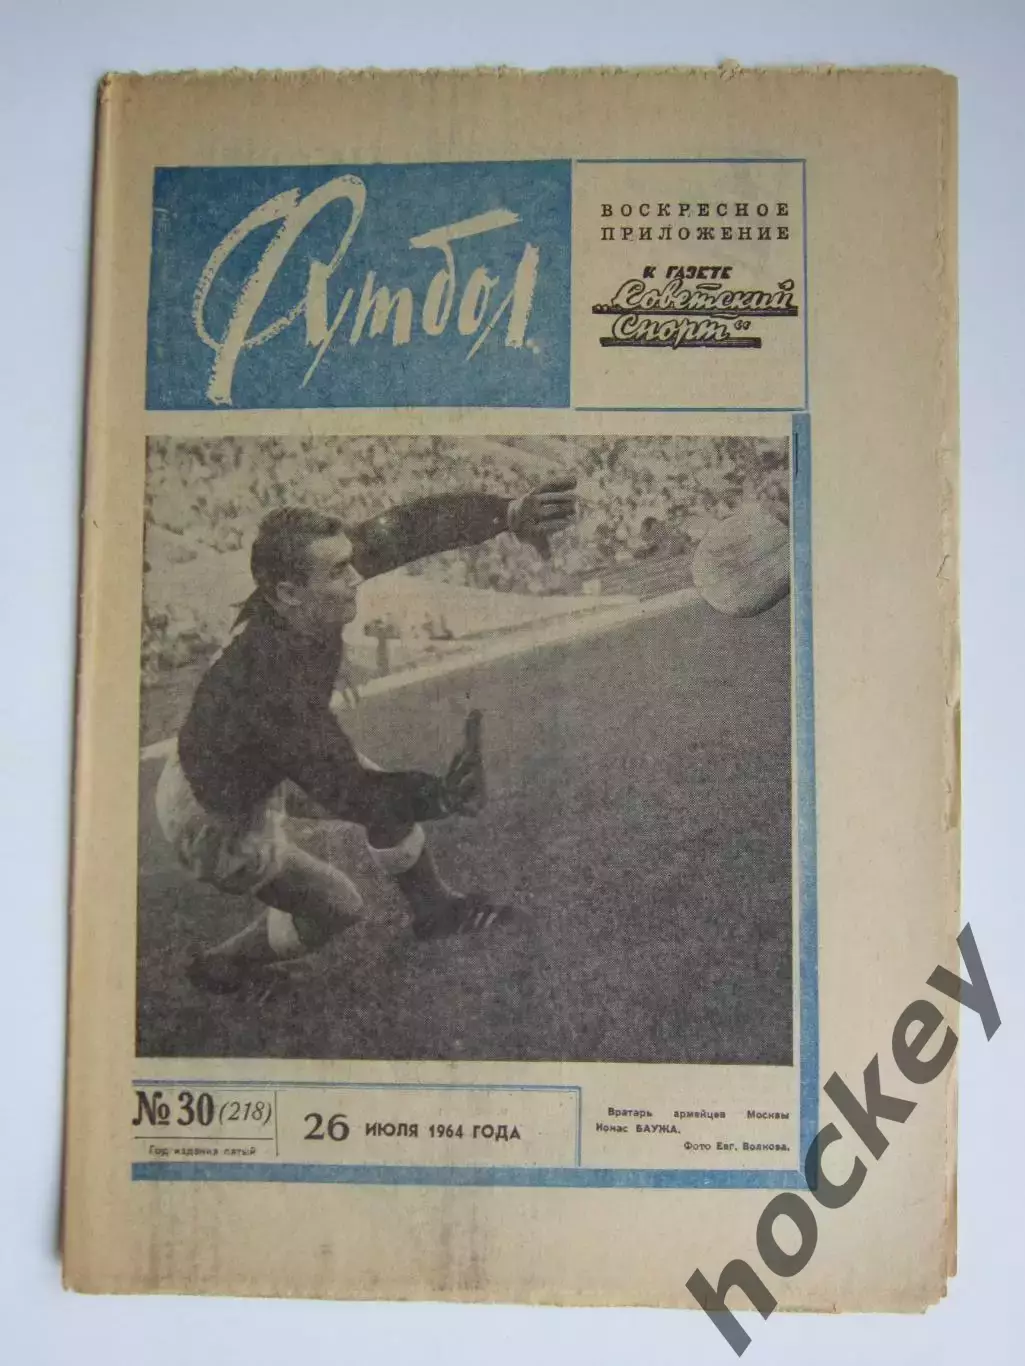 Футбол
ВОСКРЕСНОЕ
ПРИЛОЖЕНИЕ
К ГАЗЕТЕ
„Советский
Спорт“
№ 30 (218)
Год издания пятый
26 ИЮЛЯ 1964 ГОДА
Вратарь армейцев Москвы
Ионас БАУЖА.
Фото Евг. Волкова.
hockey